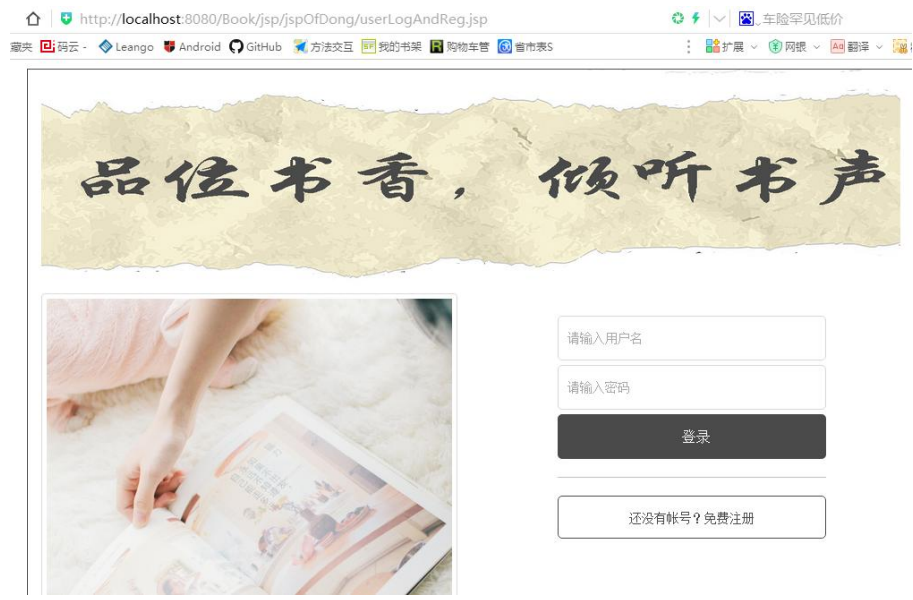 http://localhost:8080/Book/jsp/jspOfDong/userLogAndReg.jsp
车险罕见低价
藏夹 码云 - Leango Android GitHub 方法交互 我的书架 购物车管 省市表S 扩展 网银 翻译
品位书香，倾听书声
请输入用户名
请输入密码
登录
还没有帐号？免费注册